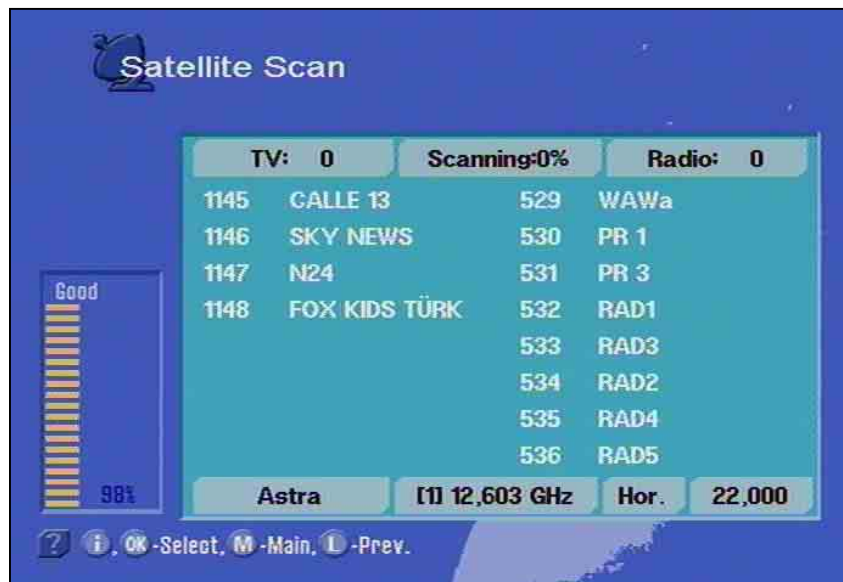 Satellite Scan
TV: 0 Scanning:0% Radio: 0
1145 CALLE 13 529 WAWa
1146 SKY NEWS 530 PR 1
1147 N24 531 PR 3
1148 FOX KIDS TÜRK 532 RAD1
533 RAD3
534 RAD2
535 RAD4
536 RAD5
Good
98%
Astra [1] 12,603 GHz Hor. 22,000
? i, OK -Select, M -Main, L -Prev.